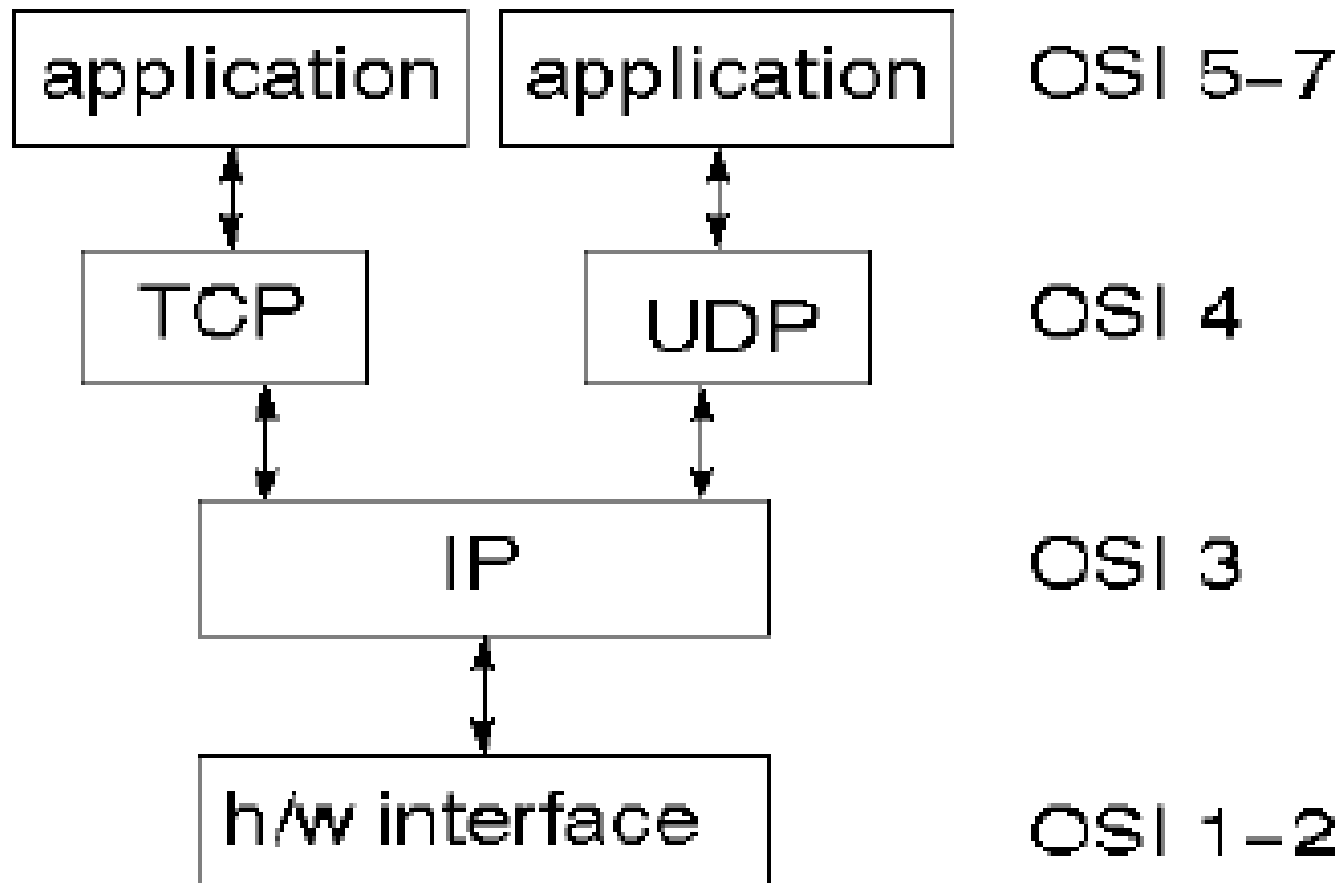 application application OSI 5-7
TCP UDP OSI 4
IP OSI 3
h/w interface OSI 1-2